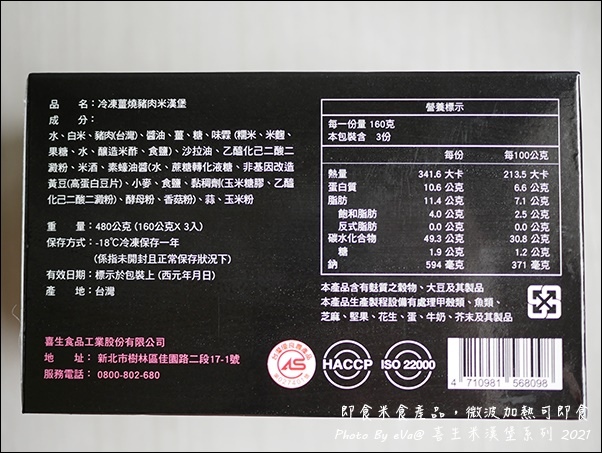 品　名：冷凍薑燒豬肉米漢堡
成　分：
水、白米、豬肉(台灣)、醬油、薑、糖、味霖(糯米、米麴、
果糖、水、釀造米酢、食鹽)、沙拉油、乙醯化己二酸二
澱粉、米酒、素蠔油醬(水、蔗糖轉化液糖、非基因改造
黃豆(高蛋白豆片)、小麥、食鹽、黏稠劑(玉米糖膠、乙醯
化己二酸二澱粉)、酵母粉、香菇粉)、蒜、玉米粉
重　量：480公克 (160公克X 3入)
保存方式：-18℃冷凍保存一年
(係指未開封且正常保存狀況下)
有效日期：標示於包裝上 (西元年月日)
產　地：台灣
營養標示
每一份量 160克
本包裝含 3份
每份 每100公克
熱量 341.6 大卡 213.5 大卡
蛋白質 10.6 公克 6.6 公克
脂肪 11.4 公克 7.1 公克
飽和脂肪 4.0 公克 2.5 公克
反式脂肪 0.0 公克 0.0 公克
碳水化合物 49.3 公克 30.8 公克
糖 1.9 公克 1.2 公克
鈉 594 毫克 371 毫克
本產品含有麩質之穀物、大豆及其製品
本產品生產製程設備有處理甲殼類、魚類、
芝麻、堅果、花生、蛋、牛奶、芥末及其製品
喜生食品工業股份有限公司
地　址：新北市樹林區佳園路二段17-1號
服務電話：0800-802-680
HACCP
ISO 22000
4 710981 568098
即食米食產品，微波加熱可即食
Photo By eVa@ 喜生米漢堡系列 2021